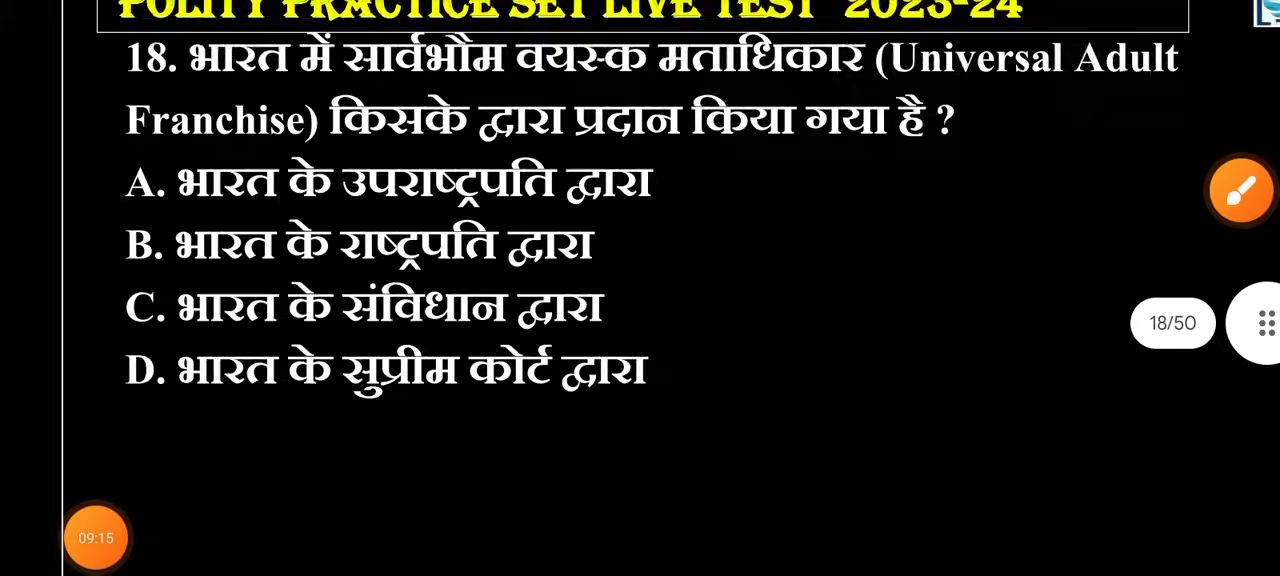 POLITY PRACTICE SET LIVE TEST 2023-24
18. भारत में सार्वभौम वयस्क मताधिकार (Universal Adult
Franchise) किसके द्वारा प्रदान किया गया है ?
A. भारत के उपराष्ट्रपति द्वारा
B. भारत के राष्ट्रपति द्वारा
C. भारत के संविधान द्वारा
18/50
D. भारत के सुप्रीम कोर्ट द्वारा
09:15